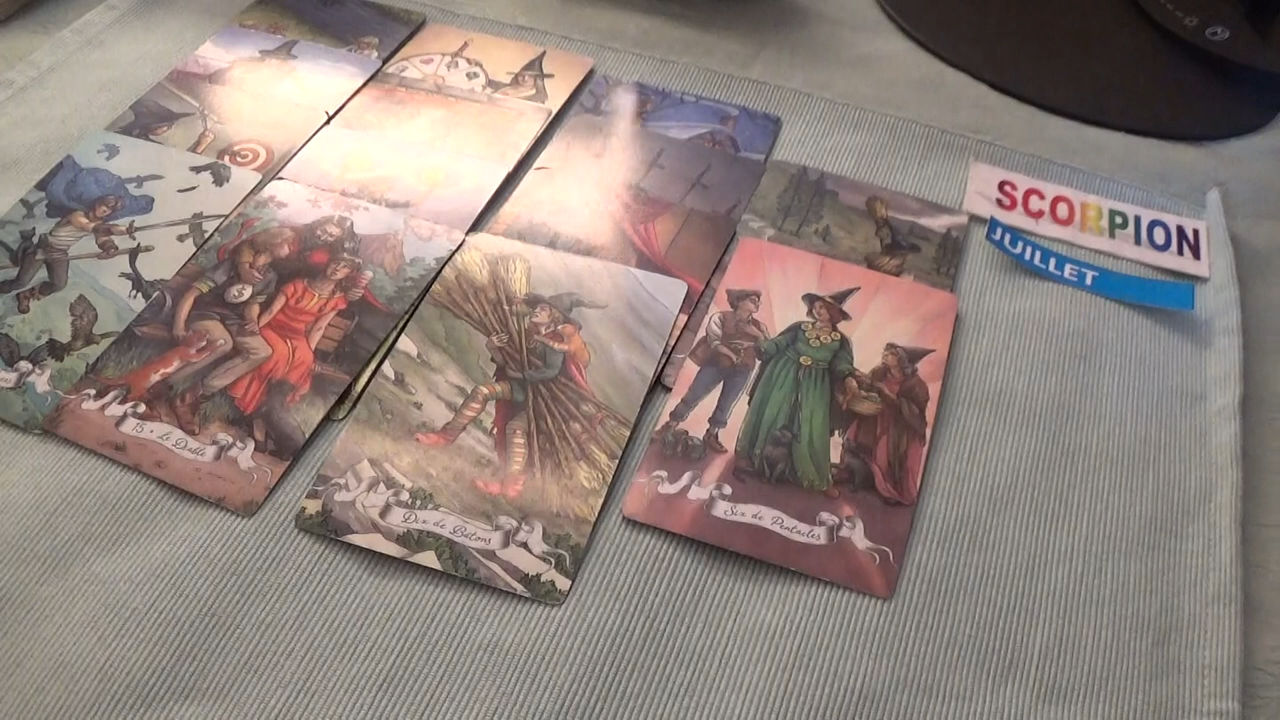 SCORPION
JUILLET
15 • Le Diable
Dix de Bâtons
Six de Pentacles